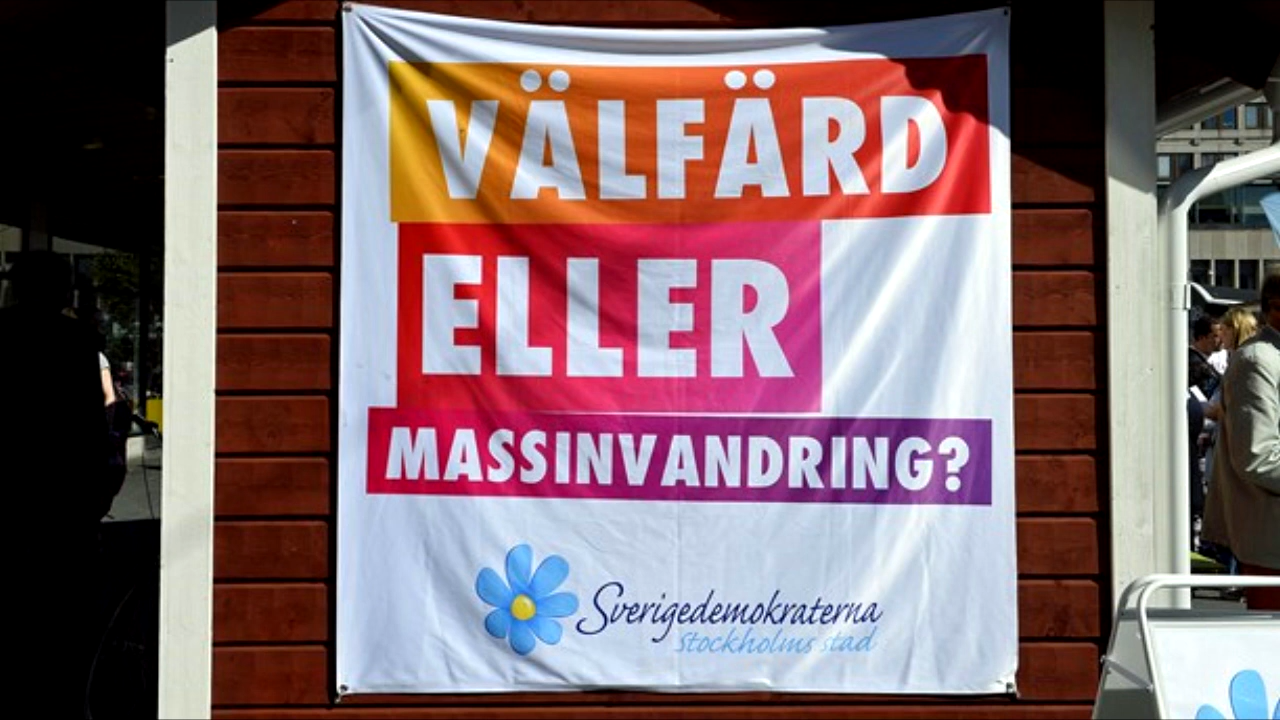 VÄLFÄRD
ELLER
MASSINVANDRING?
Sverigedemokraterna
stockholms stad